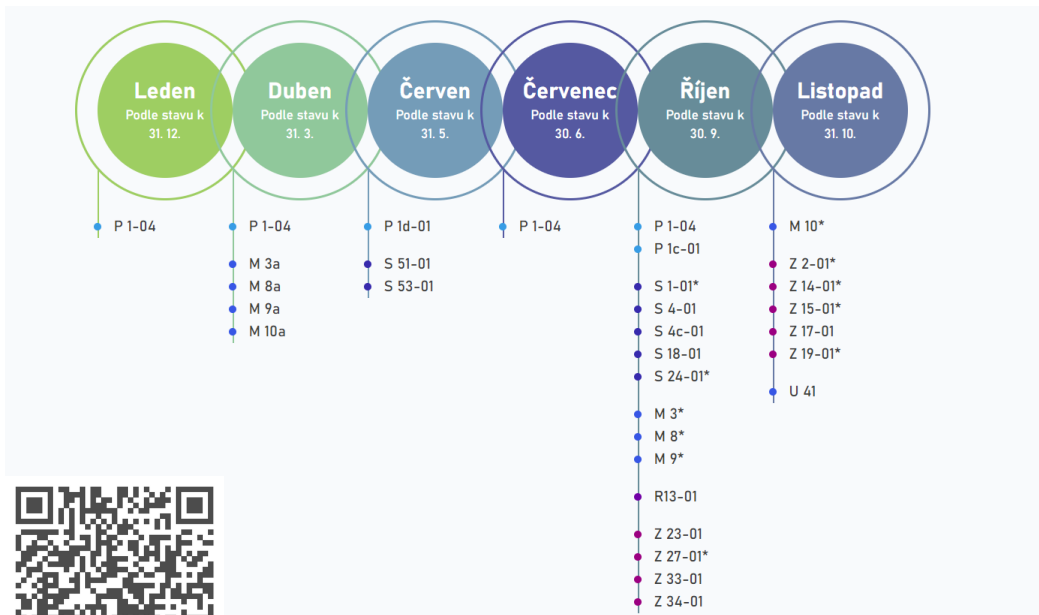 Leden
Podle stavu k
31. 12.
Duben
Podle stavu k
31. 3.
Červen
Podle stavu k
31. 5.
Červenec
Podle stavu k
30. 6.
Říjen
Podle stavu k
30. 9.
Listopad
Podle stavu k
31. 10.
P 1-04
P 1-04
M 3a
M 8a
M 9a
M 10a
P 1d-01
S 51-01
S 53-01
P 1-04
P 1-04
P 1c-01
S 1-01*
S 4-01
S 4c-01
S 18-01
S 24-01*
M 3*
M 8*
M 9*
R13-01
Z 23-01
Z 27-01*
Z 33-01
Z 34-01
M 10*
Z 2-01*
Z 14-01*
Z 15-01*
Z 17-01
Z 19-01*
U 41